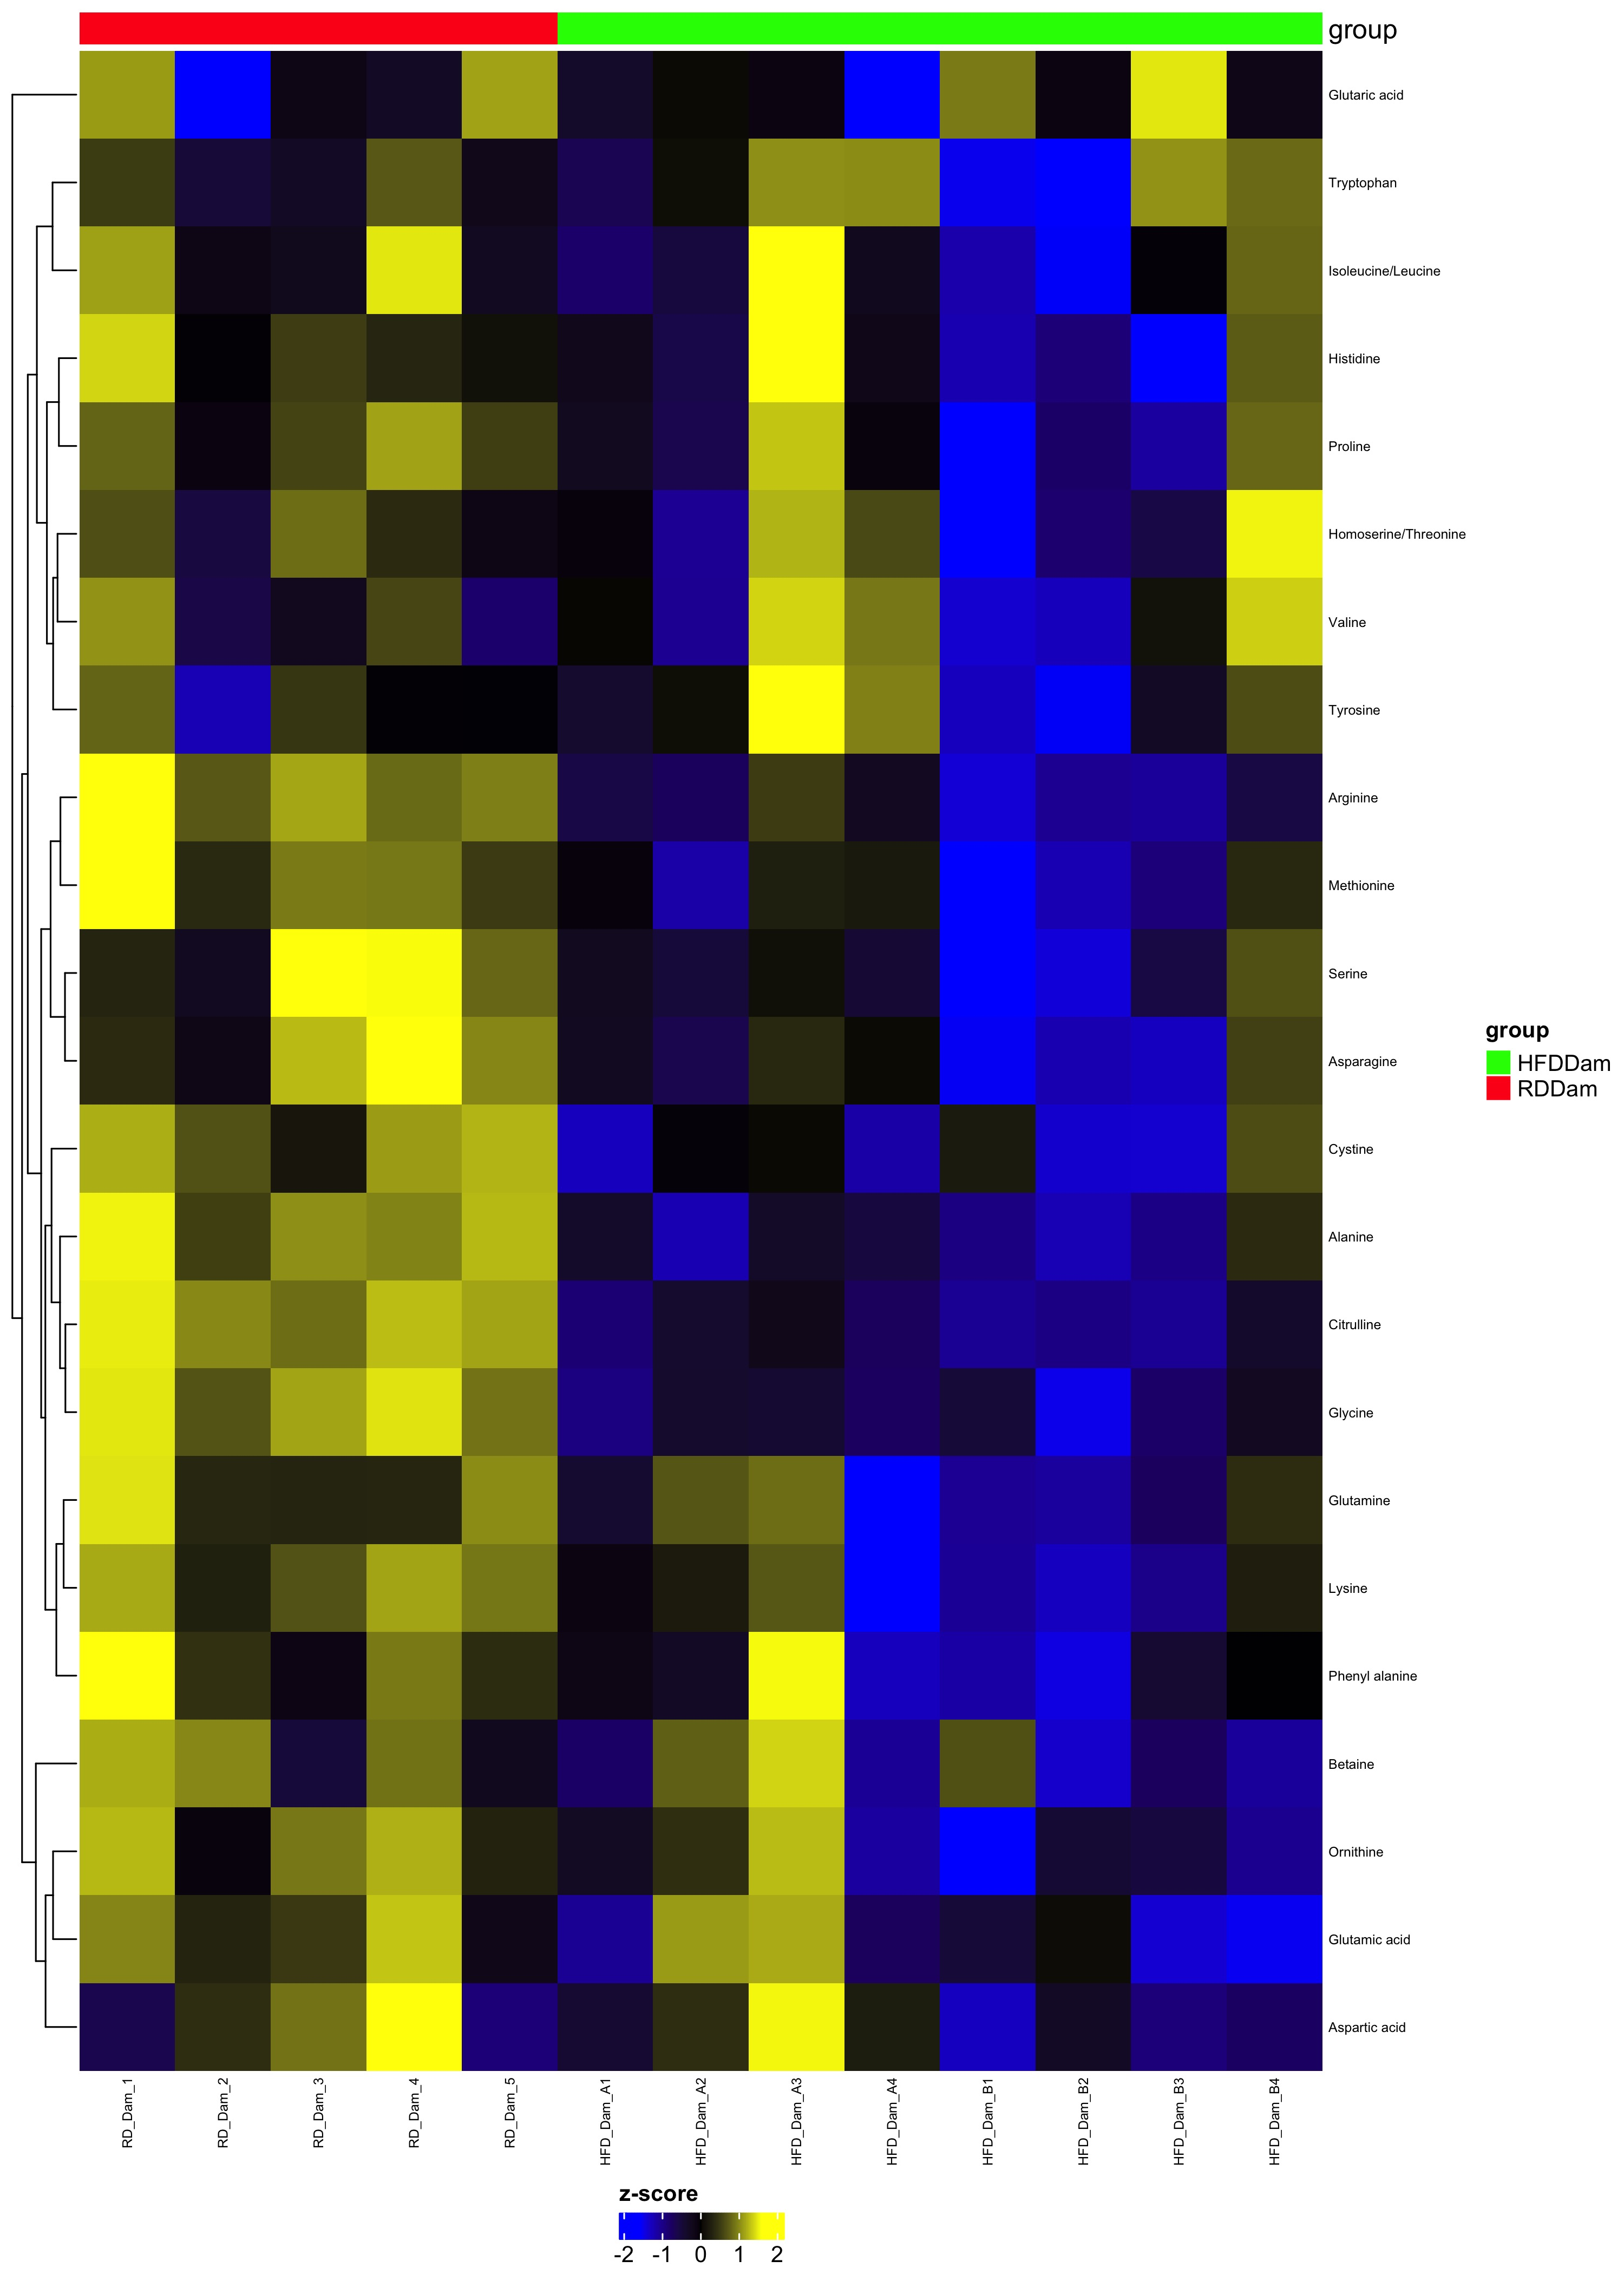 group
Glutaric acid
Tryptophan
Isoleucine/Leucine
Histidine
Proline
Homoserine/Threonine
Valine
Tyrosine
Arginine
Methionine
Serine
Asparagine
Cystine
Alanine
Citrulline
Glycine
Glutamine
Lysine
Phenyl alanine
Betaine
Ornithine
Glutamic acid
Aspartic acid
group
HFDDam
RDDam
RD_Dam_1
RD_Dam_2
RD_Dam_3
RD_Dam_4
RD_Dam_5
HFD_Dam_A1
HFD_Dam_A2
HFD_Dam_A3
HFD_Dam_A4
HFD_Dam_B1
HFD_Dam_B2
HFD_Dam_B3
HFD_Dam_B4
z-score
-2 -1 0 1 2